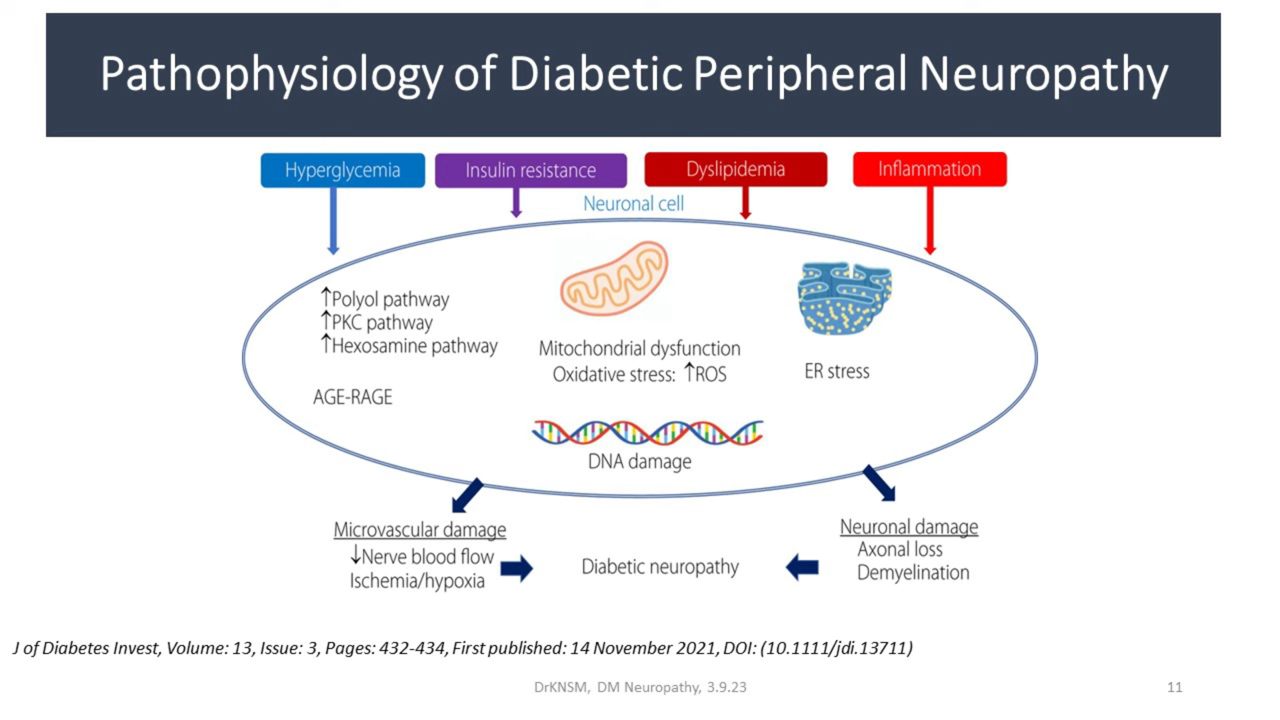 Pathophysiology of Diabetic Peripheral Neuropathy
Hyperglycemia
Insulin resistance
Dyslipidemia
Inflammation
Neuronal cell
↑Polyol pathway
↑PKC pathway
↑Hexosamine pathway
AGE-RAGE
Mitochondrial dysfunction
Oxidative stress: ↑ROS
ER stress
DNA damage
Microvascular damage
↓Nerve blood flow
Ischemia/hypoxia
Diabetic neuropathy
Neuronal damage
Axonal loss
Demyelination
J of Diabetes Invest, Volume: 13, Issue: 3, Pages: 432-434, First published: 14 November 2021, DOI: (10.1111/jdi.13711)
DrKNSM, DM Neuropathy, 3.9.23
11